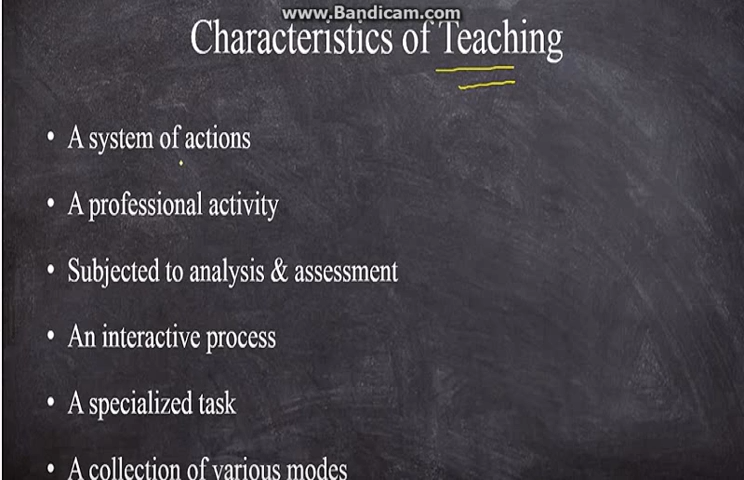 www.Bandicam.com
Characteristics of Teaching
• A system of actions
• A professional activity
• Subjected to analysis & assessment
• An interactive process
• A specialized task
• A collection of various modes